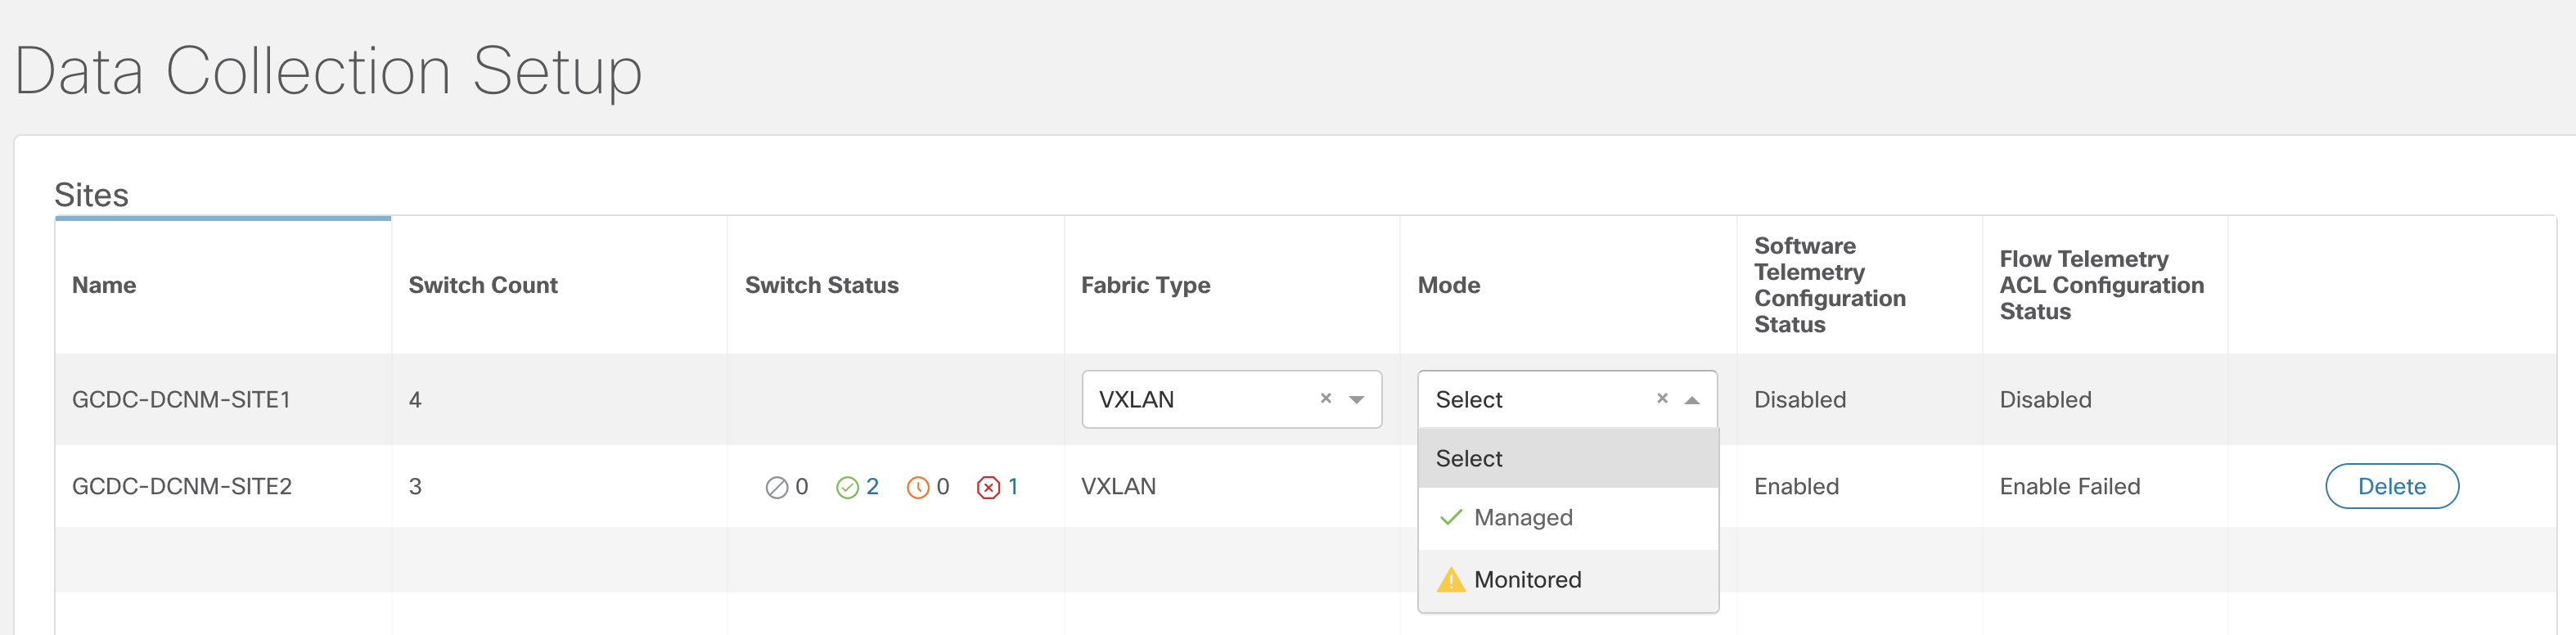 Data Collection Setup
Sites
Name
Switch Count
Switch Status
Fabric Type
Mode
Software
Telemetry
Configuration
Status
Flow Telemetry
ACL Configuration
Status
GCDC-DCNM-SITE1
4
VXLAN
Select
Disabled
Disabled
Select
GCDC-DCNM-SITE2
3
0 2 0 1
VXLAN
Enabled
Enable Failed
Delete
Managed
Monitored